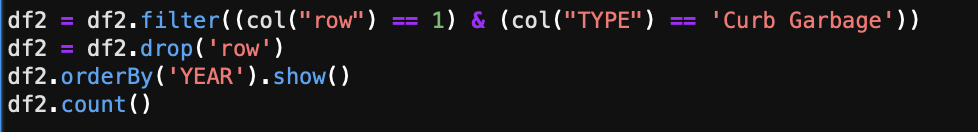 df2 = df2.filter((col("row") == 1) & (col("TYPE") == 'Curb Garbage'))
df2 = df2.drop('row')
df2.orderBy('YEAR').show()
df2.count()